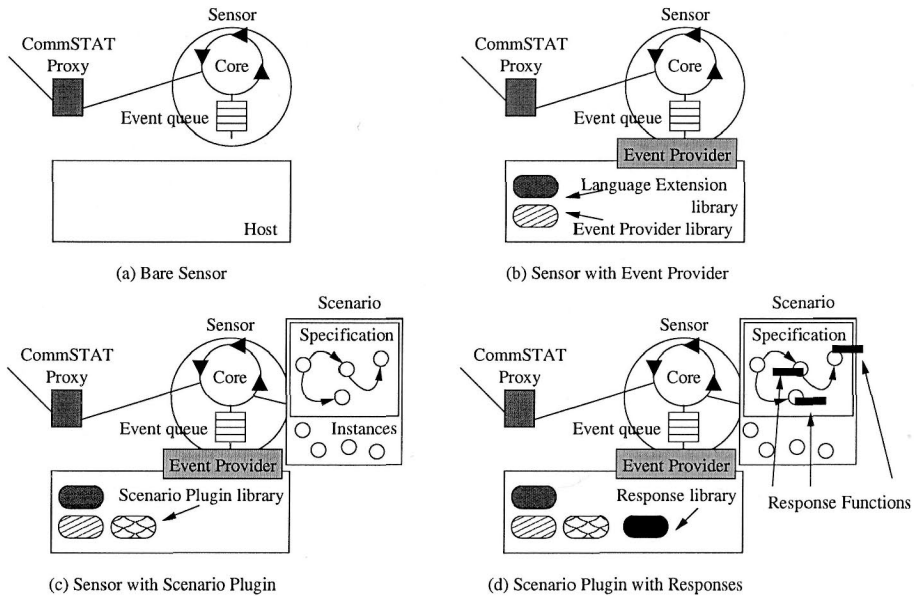 Sensor
CommSTAT
Proxy
Core
Event queue
Host
(a) Bare Sensor
Sensor
CommSTAT
Proxy
Core
Event queue
Event Provider
Language Extension
library
Event Provider library
(b) Sensor with Event Provider
Scenario
Sensor
Specification
CommSTAT
Proxy
Core
Event queue
Instances
Event Provider
Scenario Plugin library
(c) Sensor with Scenario Plugin
Scenario
Sensor
Specification
CommSTAT
Proxy
Core
Event queue
Instances
Event Provider
Response library
Response Functions
(d) Scenario Plugin with Responses